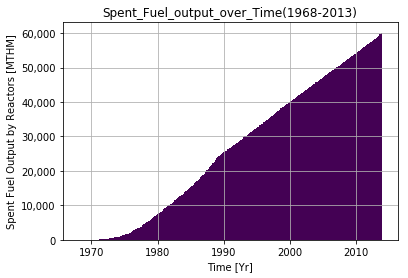 Spent_Fuel_output_over_Time(1968-2013)
Spent Fuel Output by Reactors [MTHM]
60,000
50,000
40,000
30,000
20,000
10,000
0
1970 1980 1990 2000 2010
Time [Yr]